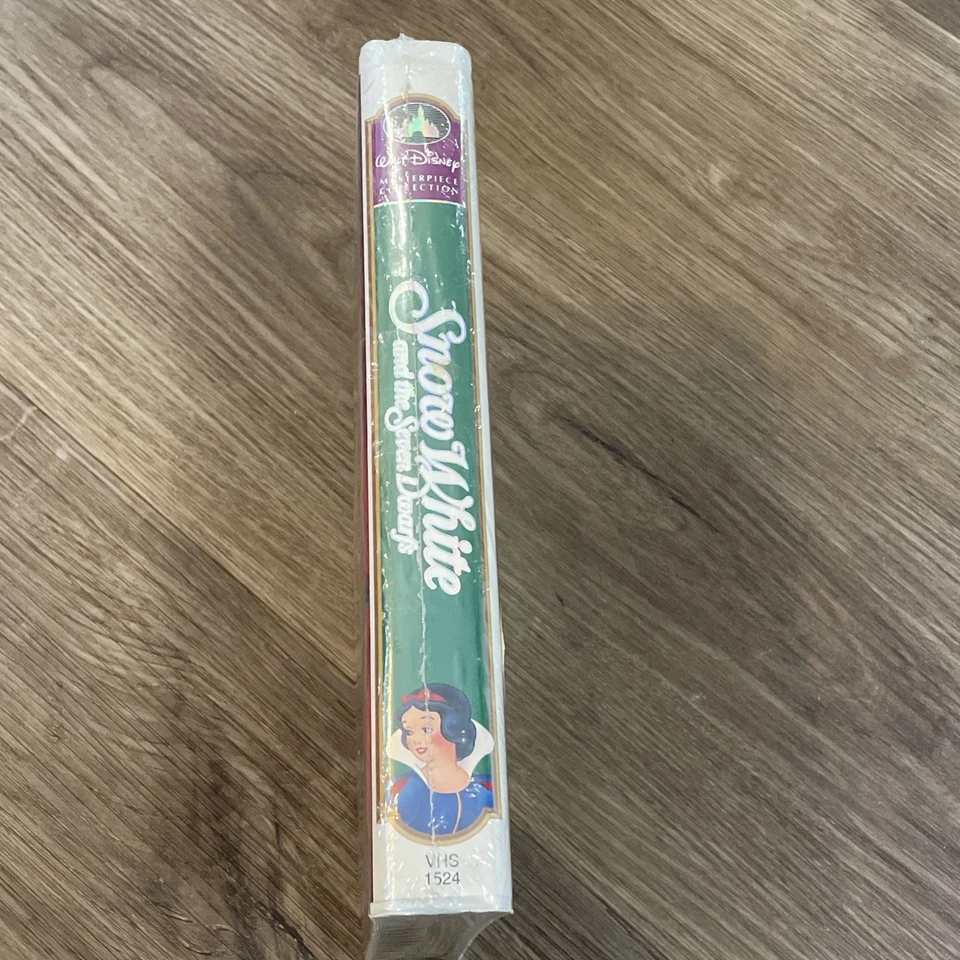 Walt Disney
MASTERPIECE
COLLECTION
Snow White
and the Seven Dwarfs
VHS
1524